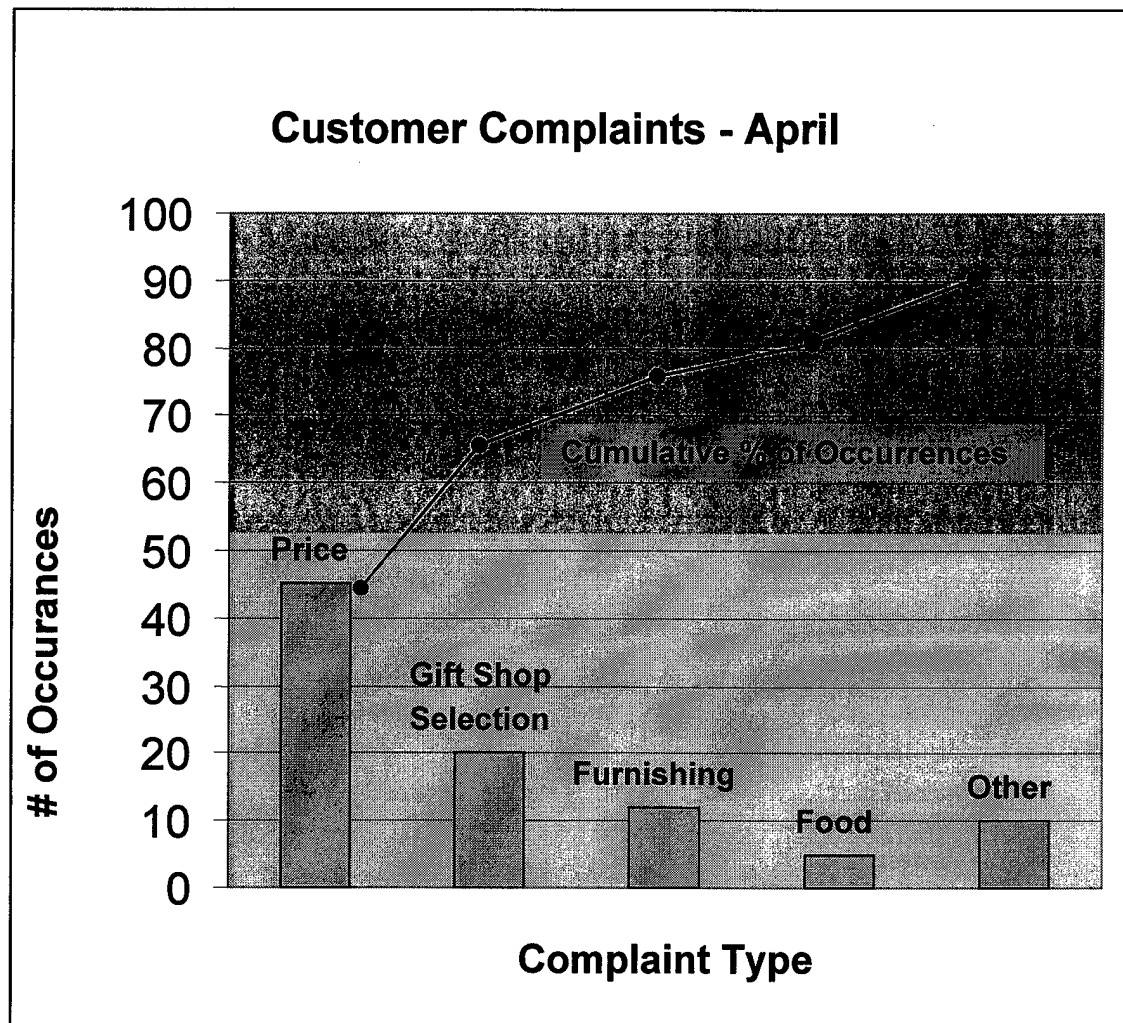 Customer Complaints - April
100
90
80
70
60
50
40
30
20
10
0
# of Occurances
Cumulative % of Occurrences
Price
Gift Shop
Selection
Furnishing
Food
Other
Complaint Type